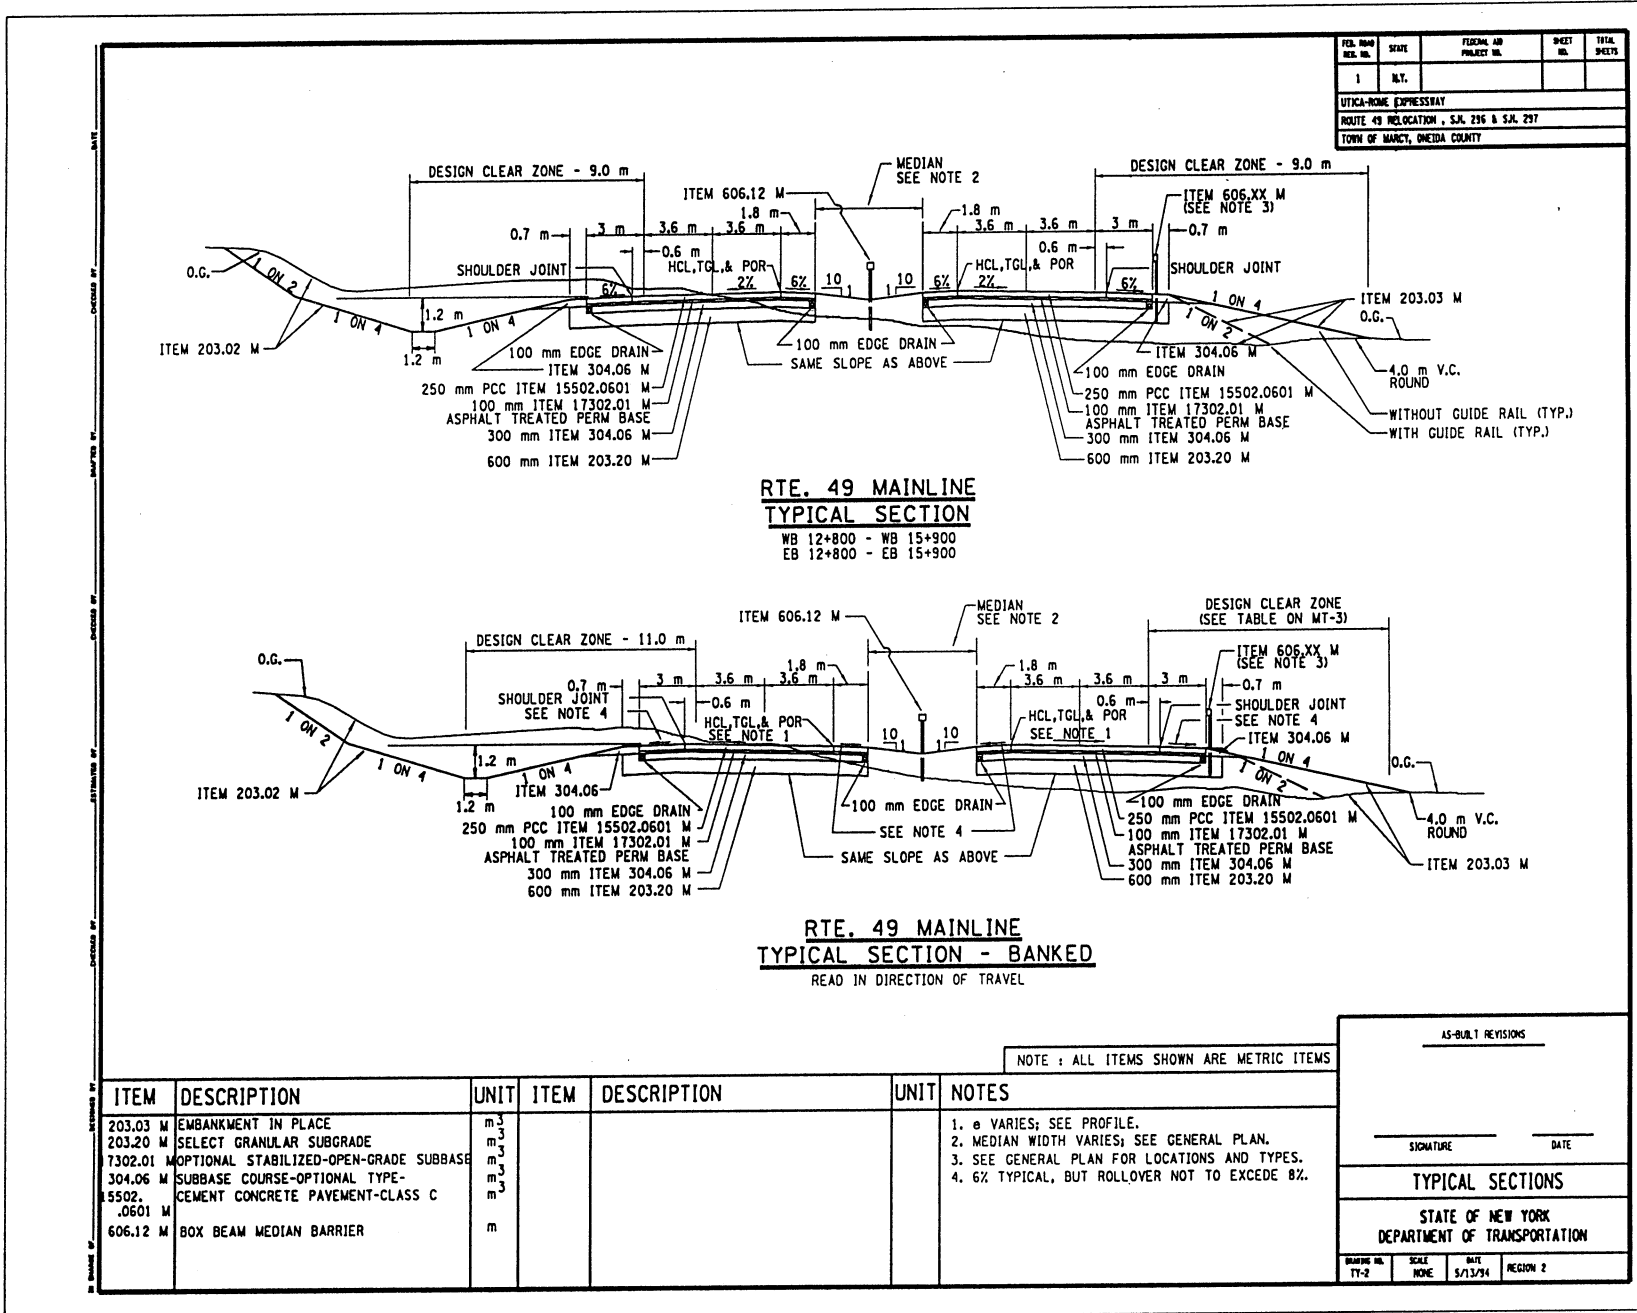 FED. ROAD REG. NO.
STATE
FEDERAL AID PROJECT NO.
SHEET NO.
TOTAL SHEETS
1
N.Y.
UTICA-ROME EXPRESSWAY
ROUTE 49 RELOCATION , S.H. 296 & S.H. 297
TOWN OF MARCY, ONEIDA COUNTY
DESIGN CLEAR ZONE - 9.0 m
MEDIAN
SEE NOTE 2
DESIGN CLEAR ZONE - 9.0 m
ITEM 606.12 M
ITEM 606.XX M
(SEE NOTE 3)
1.8 m
1.8 m
0.7 m
3 m
3.6 m
3.6 m
3.6 m
3.6 m
3 m
0.7 m
0.6 m
0.6 m
O.G.
1 ON 2
SHOULDER JOINT
HCL,TGL,& POR
HCL,TGL,& POR
SHOULDER JOINT
6%
2%
6%
10
1
10
1
6%
2%
6%
1 ON 4
ITEM 203.03 M
O.G.
1.2 m
1 ON 4
1 ON 4
1 ON 2
ITEM 203.02 M
1.2 m
100 mm EDGE DRAIN
100 mm EDGE DRAIN
ITEM 304.06 M
ITEM 304.06 M
SAME SLOPE AS ABOVE
100 mm EDGE DRAIN
4.0 m V.C.
ROUND
250 mm PCC ITEM 15502.0601 M
250 mm PCC ITEM 15502.0601 M
100 mm ITEM 17302.01 M
100 mm ITEM 17302.01 M
WITHOUT GUIDE RAIL (TYP.)
ASPHALT TREATED PERM BASE
ASPHALT TREATED PERM BASE
WITH GUIDE RAIL (TYP.)
300 mm ITEM 304.06 M
300 mm ITEM 304.06 M
600 mm ITEM 203.20 M
600 mm ITEM 203.20 M
RTE. 49 MAINLINE
TYPICAL SECTION
WB 12+800 - WB 15+900
EB 12+800 - EB 15+900
ITEM 606.12 M
MEDIAN
SEE NOTE 2
DESIGN CLEAR ZONE
(SEE TABLE ON MT-3)
DESIGN CLEAR ZONE - 11.0 m
ITEM 606.XX M
(SEE NOTE 3)
O.G.
1.8 m
1.8 m
0.7 m
3 m
3.6 m
3.6 m
3.6 m
3.6 m
3 m
0.7 m
SHOULDER JOINT
SEE NOTE 4
0.6 m
0.6 m
SHOULDER JOINT
SEE NOTE 4
HCL,TGL,& POR
SEE NOTE 1
HCL,TGL,& POR
SEE NOTE 1
ITEM 304.06 M
1 ON 2
10
1
10
1
1 ON 4
O.G.
1 ON 4
1.2 m
1 ON 4
1 ON 2
ITEM 203.02 M
1.2 m
ITEM 304.06
100 mm EDGE DRAIN
100 mm EDGE DRAIN
100 mm EDGE DRAIN
250 mm PCC ITEM 15502.0601 M
250 mm PCC ITEM 15502.0601 M
4.0 m V.C.
ROUND
100 mm ITEM 17302.01 M
SEE NOTE 4
100 mm ITEM 17302.01 M
ASPHALT TREATED PERM BASE
SAME SLOPE AS ABOVE
ASPHALT TREATED PERM BASE
300 mm ITEM 304.06 M
300 mm ITEM 304.06 M
ITEM 203.03 M
600 mm ITEM 203.20 M
600 mm ITEM 203.20 M
RTE. 49 MAINLINE
TYPICAL SECTION - BANKED
READ IN DIRECTION OF TRAVEL
NOTE : ALL ITEMS SHOWN ARE METRIC ITEMS
ITEM DESCRIPTION UNIT ITEM DESCRIPTION UNIT NOTES
203.03 M EMBANKMENT IN PLACE m3
203.20 M SELECT GRANULAR SUBGRADE m3
17302.01 M OPTIONAL STABILIZED-OPEN-GRADE SUBBASE m3
304.06 M SUBBASE COURSE-OPTIONAL TYPE- m3
15502. CEMENT CONCRETE PAVEMENT-CLASS C m3
.0601 M
606.12 M BOX BEAM MEDIAN BARRIER m
1. e VARIES; SEE PROFILE.
2. MEDIAN WIDTH VARIES; SEE GENERAL PLAN.
3. SEE GENERAL PLAN FOR LOCATIONS AND TYPES.
4. 6% TYPICAL, BUT ROLLOVER NOT TO EXCEDE 8%.
AS-BUILT REVISIONS
SIGNATURE DATE
TYPICAL SECTIONS
STATE OF NEW YORK
DEPARTMENT OF TRANSPORTATION
DRAWING NO. TY-2
SCALE NONE
DATE 5/13/94
REGION 2
DATE
CHECKED BY
DRAFTED BY
CHECKED BY
ESTIMATED BY
CHECKED BY
DESIGNED BY
IN CHARGE OF